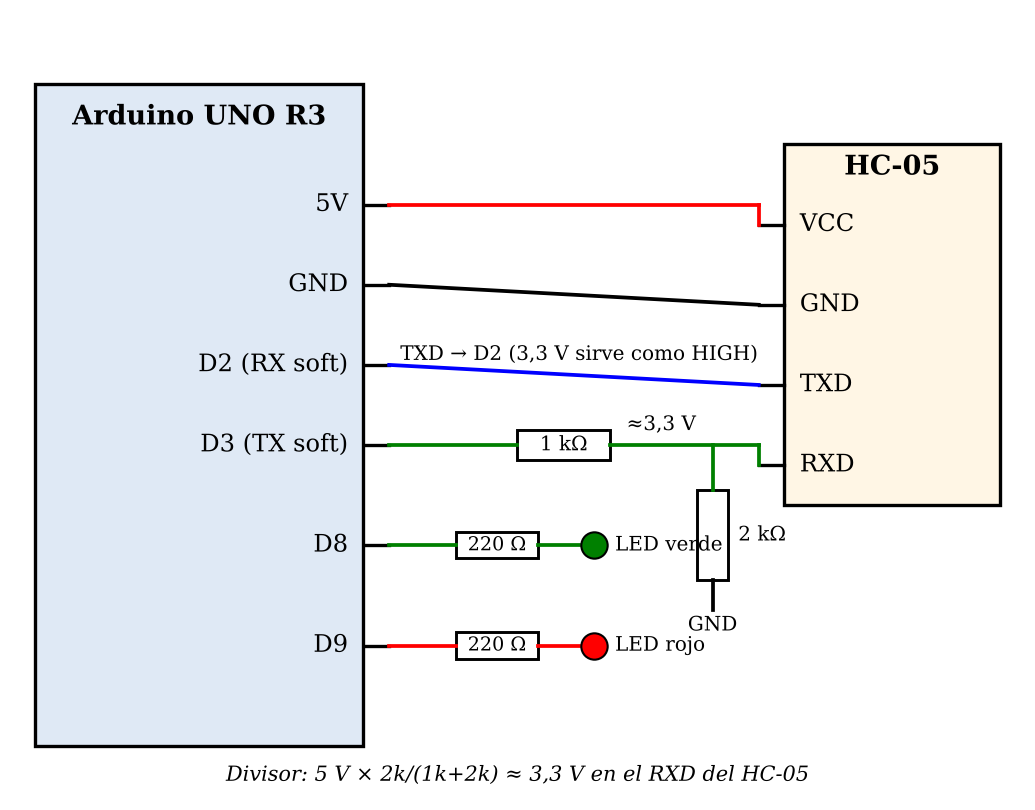 Arduino UNO R3
HC-05
5V
VCC
GND
GND
TXD → D2 (3,3 V sirve como HIGH)
D2 (RX soft)
TXD
≈3,3 V
D3 (TX soft)
1 kΩ
RXD
2 kΩ
D8
220 Ω
LED verde
GND
D9
220 Ω
LED rojo
Divisor: 5 V × 2k/(1k+2k) ≈ 3,3 V en el RXD del HC-05